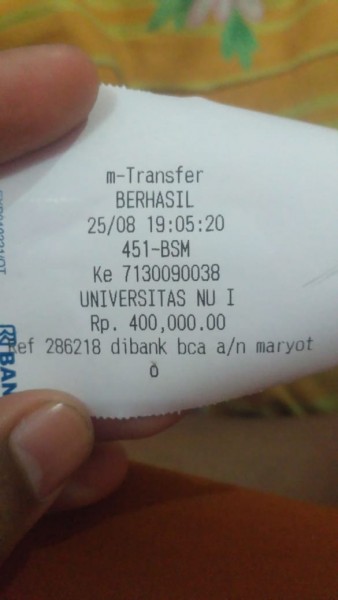 m-Transfer
BERHASIL
25/08 19:05:20
451-BSM
Ke 7130090038
UNIVERSITAS NU I
Rp. 400,000.00
Ref 286218 dibank bca a/n maryot
ð
BAN